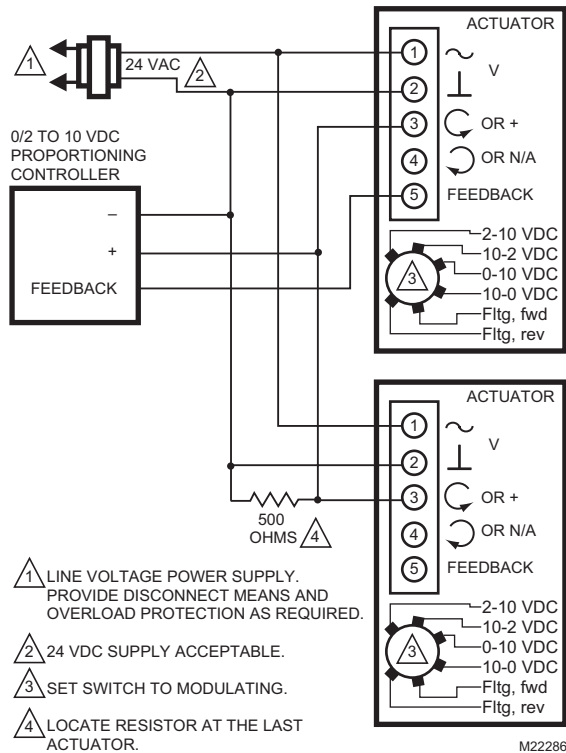 1
24 VAC
2
0/2 TO 10 VDC
PROPORTIONING
CONTROLLER
–
+
FEEDBACK
ACTUATOR
1
V
2
3 OR +
4 OR N/A
5 FEEDBACK
3
2-10 VDC
10-2 VDC
0-10 VDC
10-0 VDC
Fltg, fwd
Fltg, rev
ACTUATOR
1
V
2
3 OR +
4 OR N/A
5 FEEDBACK
3
2-10 VDC
10-2 VDC
0-10 VDC
10-0 VDC
Fltg, fwd
Fltg, rev
500
OHMS 4
1 LINE VOLTAGE POWER SUPPLY.
PROVIDE DISCONNECT MEANS AND
OVERLOAD PROTECTION AS REQUIRED.
2 24 VDC SUPPLY ACCEPTABLE.
3 SET SWITCH TO MODULATING.
4 LOCATE RESISTOR AT THE LAST
ACTUATOR.
M22286